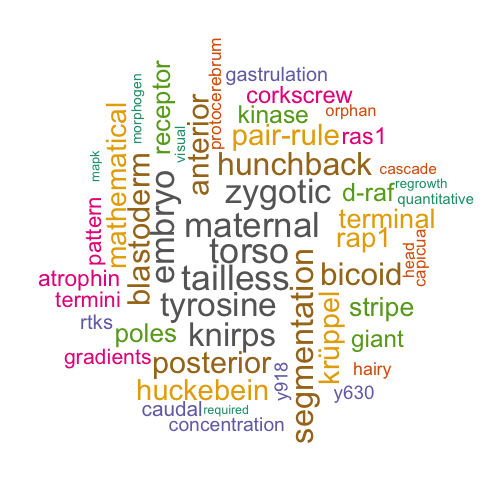 protocerebrum
gastrulation
morphogen
receptor
corkscrew
mathematical
visual
anterior
kinase
orphan
pair-rule
ras1
mapk
blastoderm
embryo
hunchback
cascade
zygotic
d-raf
regrowth
quantitative
pattern
maternal
terminal
rap1
torso
head
capicua
atrophin
tailless
bicoid
termini
tyrosine
segmentation
krüppel
stripe
rtks
poles
knirps
giant
gradients
posterior
hairy
huckebein
y918
y630
caudal
required
concentration